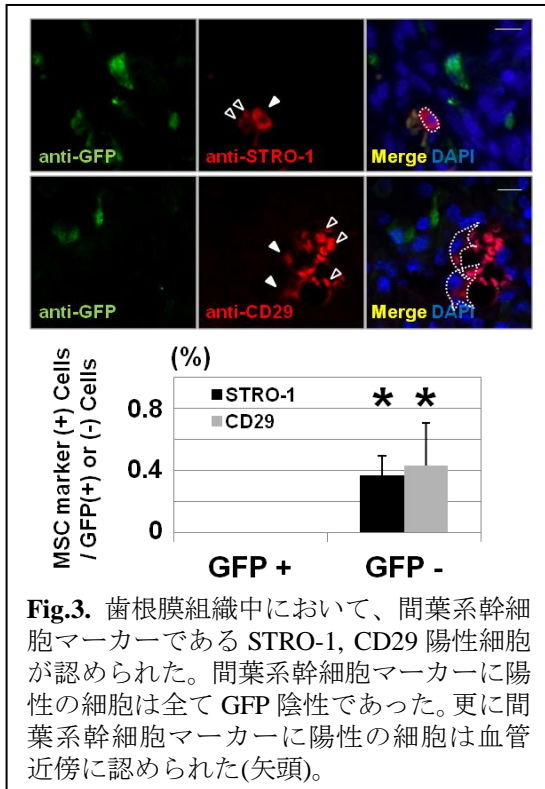 anti-GFP anti-STRO-1 Merge DAPI
anti-GFP anti-CD29 Merge DAPI
(%)
MSC marker (+) Cells
/ GFP(+) or (-) Cells
0.8
0.4
0
STRO-1
CD29
* *
GFP + GFP -
Fig.3. 歯根膜組織中において、間葉系幹細
胞マーカーである STRO-1, CD29 陽性細胞
が認められた。間葉系幹細胞マーカーに陽
性の細胞は全て GFP 陰性であった。更に間
葉系幹細胞マーカーに陽性の細胞は血管
近傍に認められた(矢頭)。